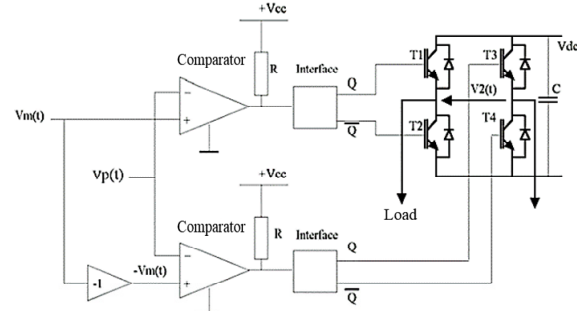 +Vcc
Comparator
R
Interface
Q
Q
T1
T3
Vdc
V2(t)
C
T2
T4
Vm(t)
−
+
Vp(t)
Load
+Vcc
Comparator
R
Interface
Q
Q
-1
-Vm(t)
−
+